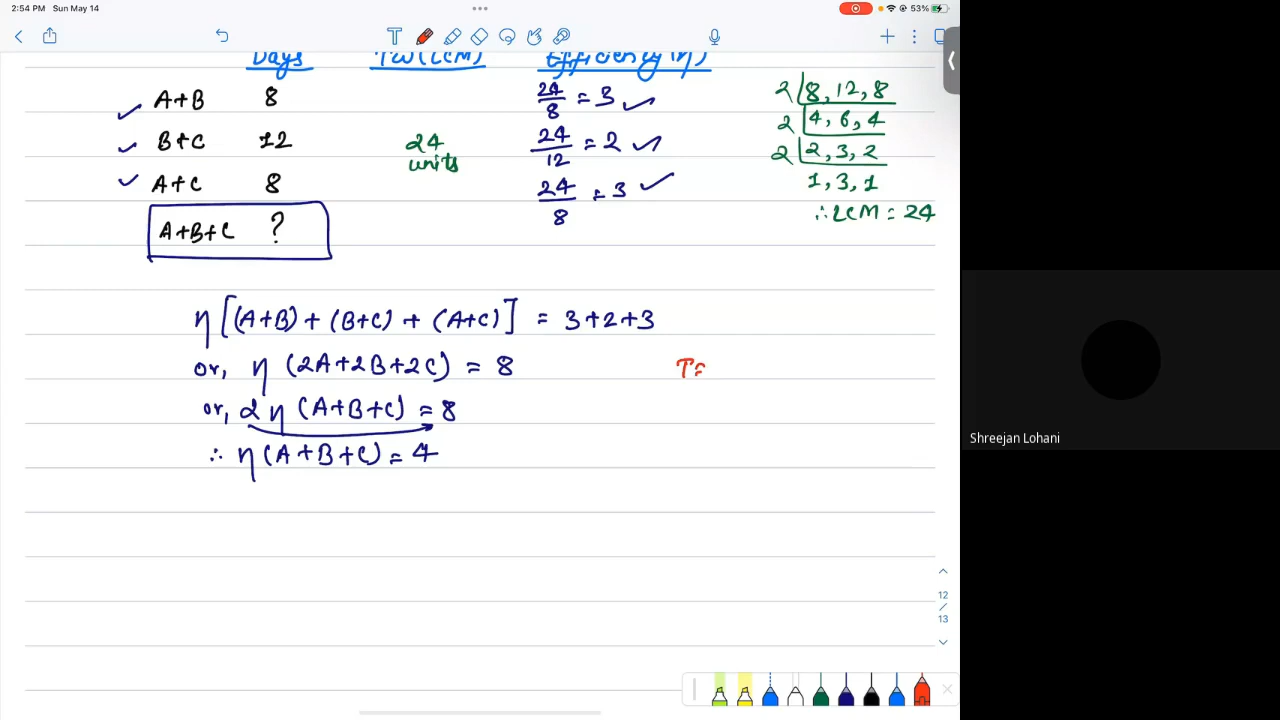 2:54 PM Sun May 14
53%
Days TW(LCM) Efficiency(η)
A+B 8 24/8 = 3
B+C 12 24 units 24/12 = 2
A+C 8 24/8 = 3
A+B+C ?
2 | 8, 12, 8
2 | 4, 6, 4
2 | 2, 3, 2
1, 3, 1
∴ LCM = 24
η [(A+B) + (B+C) + (A+C)] = 3+2+3
or, η (2A+2B+2C) = 8
or, 2 η (A+B+C) = 8
∴ η (A+B+C) = 4
T=
Shreejan Lohani
12
/
13